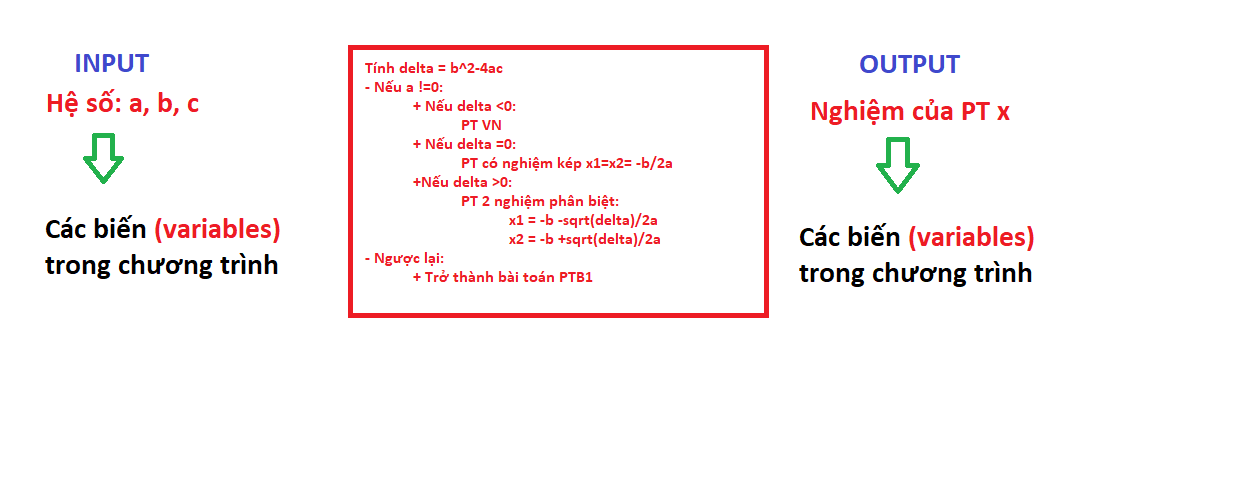 INPUT
Hệ số: a, b, c
Các biến (variables)
trong chương trình
Tính delta = b^2-4ac
- Nếu a !=0:
+ Nếu delta <0:
PT VN
+ Nếu delta =0:
PT có nghiệm kép x1=x2= -b/2a
+Nếu delta >0:
PT 2 nghiệm phân biệt:
x1 = -b -sqrt(delta)/2a
x2 = -b +sqrt(delta)/2a
- Ngược lại:
+ Trở thành bài toán PTB1
OUTPUT
Nghiệm của PT x
Các biến (variables)
trong chương trình